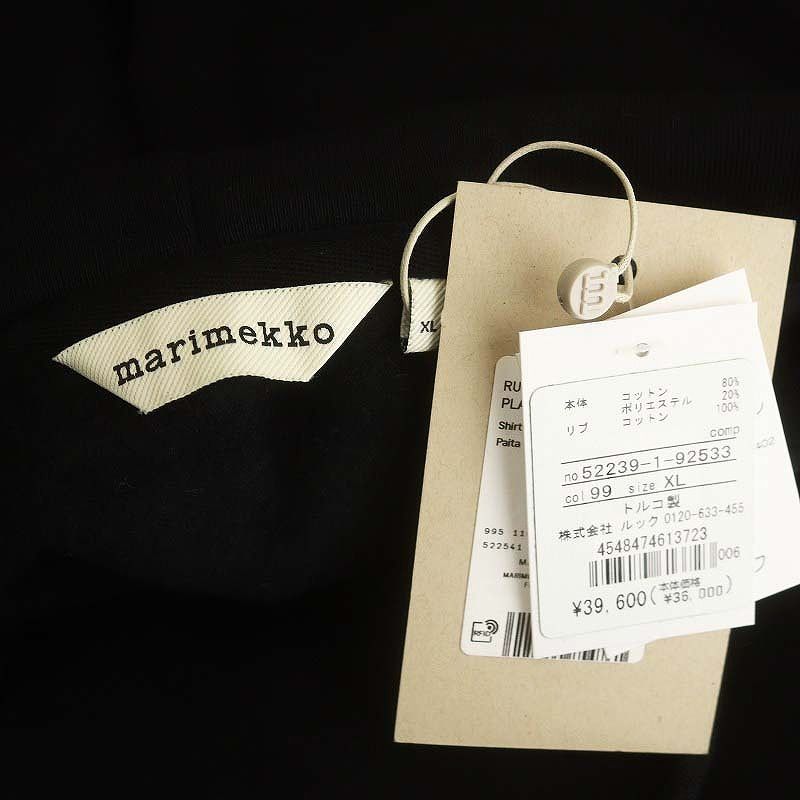 marimekko
XL
RU
PLA
Shirt
Paita
995 11
522541
RFID
本体 コットン 80%
ポリエステル 20%
リブ コットン 100%
comp
no 52239-1-92533
col 99 size XL
トルコ製
株式会社 ルック 0120-633-455
4548474613723
006
¥39,600(本体価格 ¥36,000)